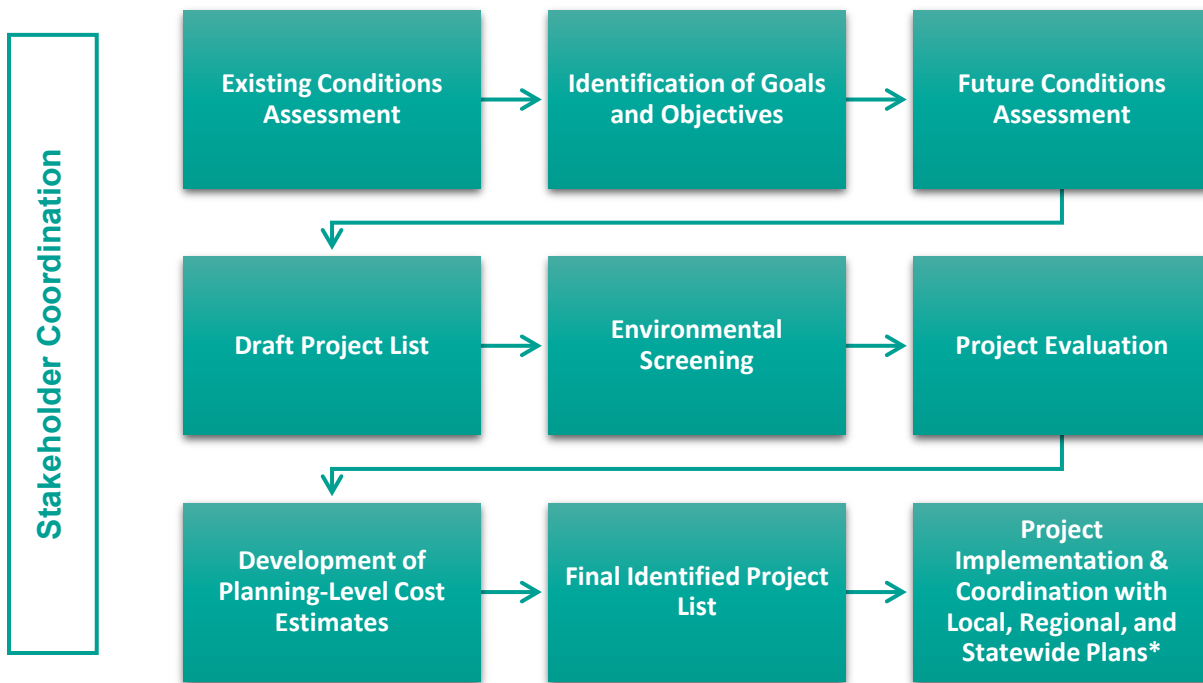 Stakeholder Coordination
Existing Conditions
Assessment
Identification of Goals
and Objectives
Future Conditions
Assessment
Draft Project List
Environmental
Screening
Project Evaluation
Development of
Planning-Level Cost
Estimates
Final Identified Project
List
Project
Implementation &
Coordination with
Local, Regional, and
Statewide Plans*